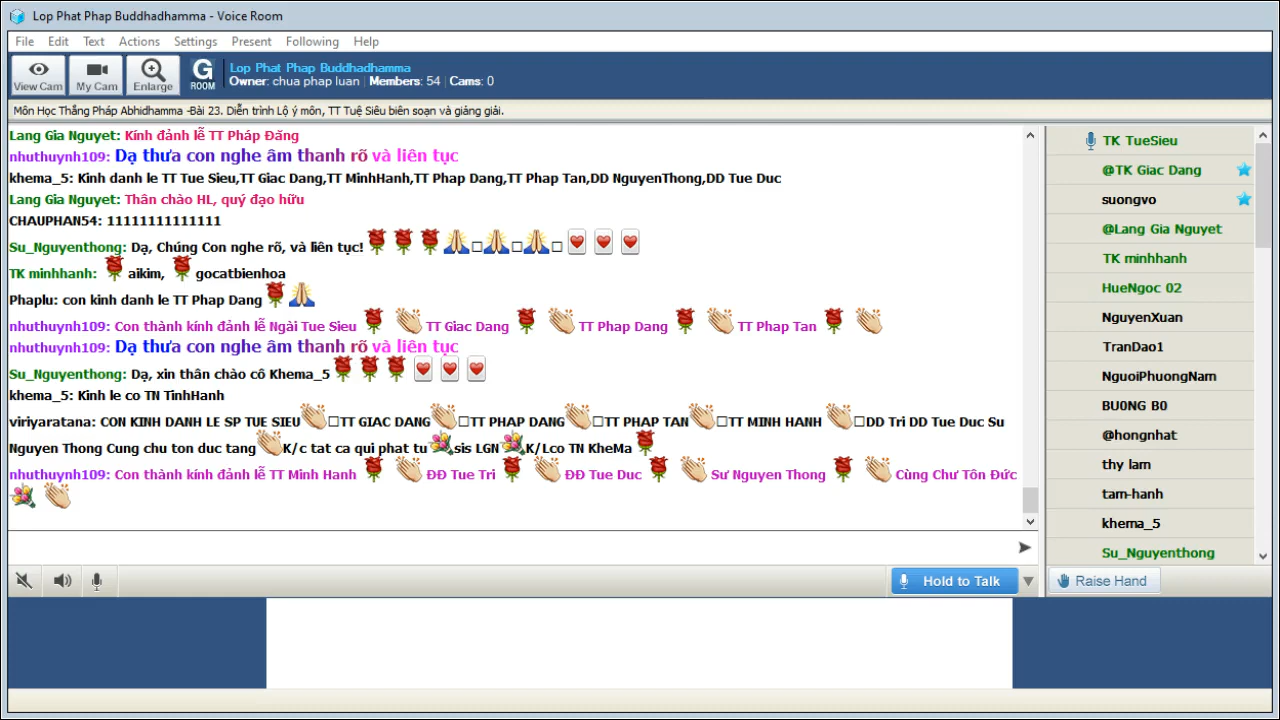 Lop Phat Phap Buddhadhamma - Voice Room
File Edit Text Actions Settings Present Following Help
View Cam My Cam Enlarge G ROOM
Lop Phat Phap Buddhadhamma
Owner: chua phap luan Members: 54 Cams: 0
Môn Học Thắng Pháp Abhidhamma -Bài 23. Diễn trình Lộ ý môn, TT Tuệ Siêu biên soạn và giảng giải.
Lang Gia Nguyet: Kính đảnh lễ TT Pháp Đăng
nhuthuynh109: Dạ thưa con nghe âm thanh rõ và liên tục
khema_5: Kinh danh le TT Tue Sieu,TT Giac Dang,TT MinhHanh,TT Phap Dang,TT Phap Tan,DD NguyenThong,DD Tue Duc
Lang Gia Nguyet: Thân chào HL, quý đạo hữu
CHAUPHAN54: 11111111111111
Su_Nguyenthong: Dạ, Chúng Con nghe rõ, và liên tục!
TK minhhanh: aikim, gocatbienhoa
Phaplu: con kinh danh le TT Phap Dang
nhuthuynh109: Con thành kính đảnh lễ Ngài Tue Sieu TT Giac Dang TT Phap Dang TT Phap Tan
nhuthuynh109: Dạ thưa con nghe âm thanh rõ và liên tục
Su_Nguyenthong: Dạ, xin thân chào cô Khema_5
khema_5: Kinh le co TN TinhHanh
viriyaratana: CON KINH DANH LE SP TUE SIEU TT GIAC DANG TT PHAP DANG TT PHAP TAN TT MINH HANH DD Tri DD Tue Duc Su
Nguyen Thong Cung chu ton duc tang K/c tat ca qui phat tu sis LGN K/Lco TN KheMa
nhuthuynh109: Con thành kính đảnh lễ TT Minh Hanh ĐĐ Tue Tri ĐĐ Tue Duc Sư Nguyen Thong Cùng Chư Tôn Đức
TK TueSieu
@TK Giac Dang
suongvo
@Lang Gia Nguyet
TK minhhanh
HueNgoc 02
NguyenXuan
TranDao1
NguoiPhuongNam
BU0NG B0
@hongnhat
thy lam
tam-hanh
khema_5
Su_Nguyenthong
Hold to Talk
Raise Hand